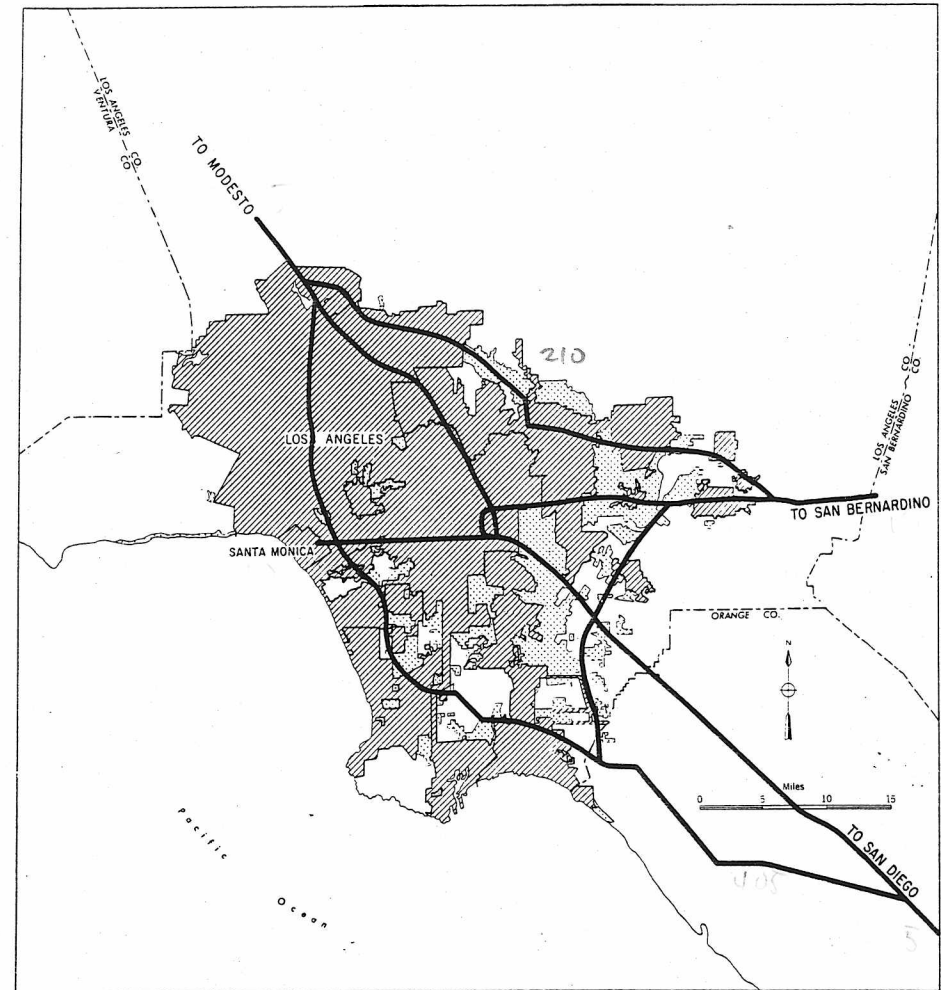 LOS ANGELES CO.
VENTURA CO
TO MODESTO
210
LOS ANGELES CO
SAN BERNARDINO CO.
LOS ANGELES
TO SAN BERNARDINO
SANTA MONICA
ORANGE CO.
N
Miles
0 5 10 15
Pacific
Ocean
TO SAN DIEGO
405
5